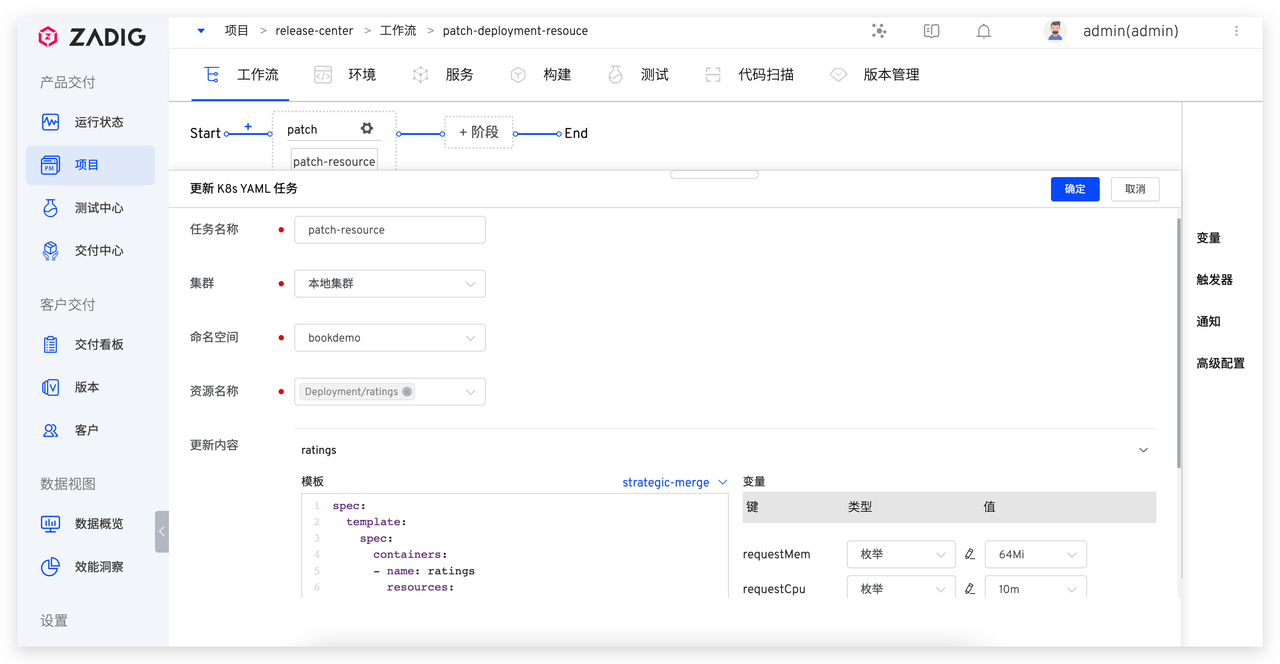 ZADIG
项目 > release-center > 工作流 > patch-deployment-resouce
admin(admin)
产品交付
运行状态
项目
测试中心
交付中心
客户交付
交付看板
版本
客户
数据视图
数据概览
效能洞察
设置
工作流 环境 服务 构建 测试 代码扫描 版本管理
Start + patch + 阶段 End
patch-resource
更新 K8s YAML 任务 确定 取消
任务名称 patch-resource
集群 本地集群
命名空间 bookdemo
资源名称 Deployment/ratings
更新内容 ratings
模板 strategic-merge
1 spec:
2 template:
3 spec:
4 containers:
5 - name: ratings
6 resources:
变量
键 类型 值
requestMem 枚举 64Mi
requestCpu 枚举 10m
变量
触发器
通知
高级配置